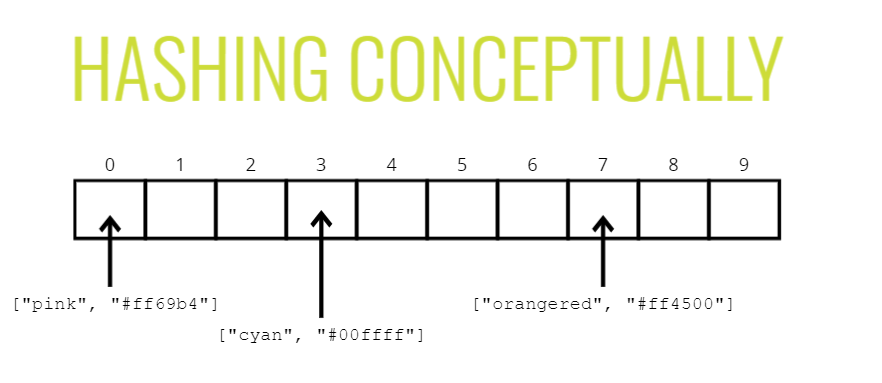 HASHING CONCEPTUALLY
0 1 2 3 4 5 6 7 8 9
["pink", "#ff69b4"] ["orangered", "#ff4500"]
["cyan", "#00ffff"]